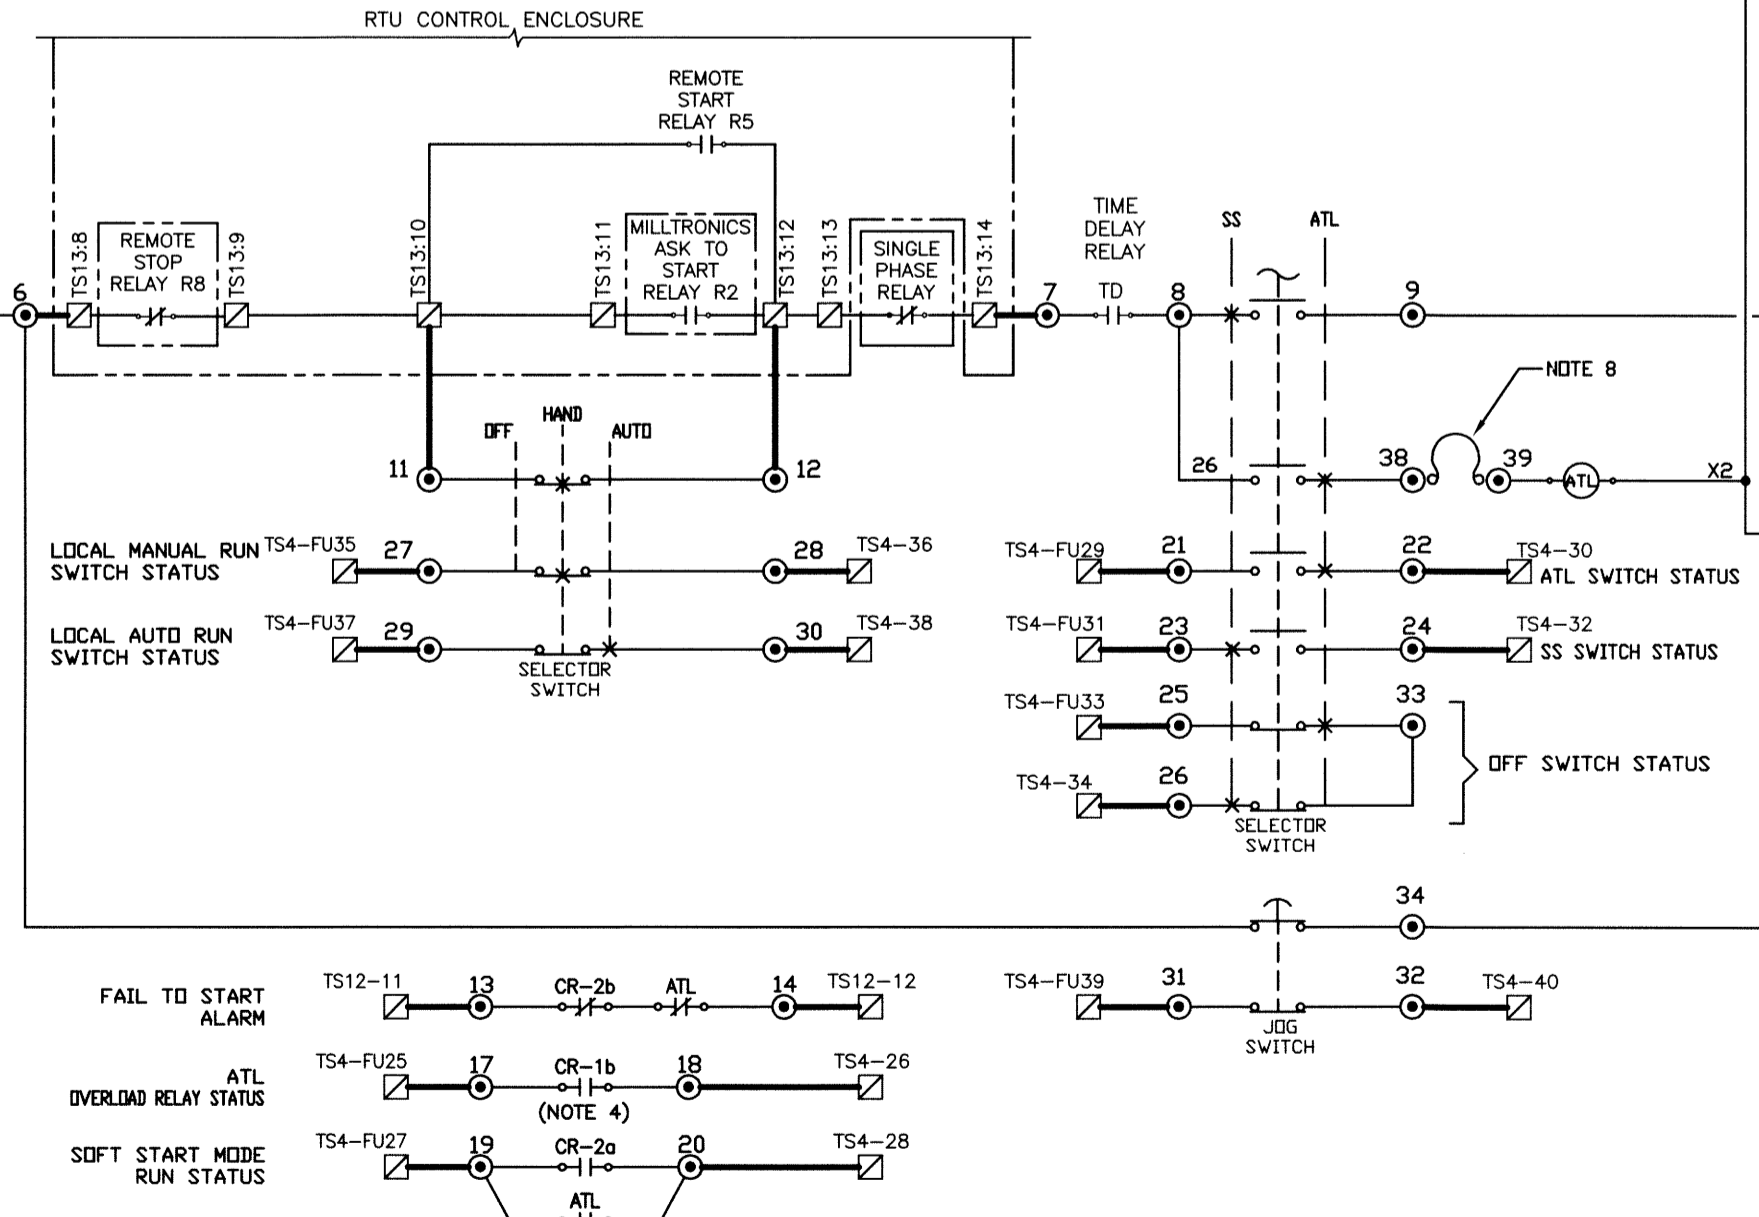 RTU CONTROL ENCLOSURE
REMOTE
START
RELAY R5
6
TS13:8
REMOTE
STOP
RELAY R8
TS13:9
TS13:10
TS13:11
MILLTRONICS
ASK TO
START
RELAY R2
TS13:12
TS13:13
SINGLE
PHASE
RELAY
TS13:14
7
TIME
DELAY
RELAY
TD
8
SS
ATL
9
NOTE 8
OFF
HAND
AUTO
11
12
26
38
39
ATL
X2
LOCAL MANUAL RUN
SWITCH STATUS
TS4-FU35
27
28
TS4-36
TS4-FU29
21
22
TS4-30
ATL SWITCH STATUS
LOCAL AUTO RUN
SWITCH STATUS
TS4-FU37
29
30
TS4-38
SELECTOR
SWITCH
TS4-FU31
23
24
TS4-32
SS SWITCH STATUS
TS4-FU33
25
33
OFF SWITCH STATUS
TS4-34
26
SELECTOR
SWITCH
34
FAIL TO START
ALARM
TS12-11
13
CR-2b
ATL
14
TS12-12
TS4-FU39
31
32
TS4-40
JOG
SWITCH
ATL
OVERLOAD RELAY STATUS
TS4-FU25
17
CR-1b
(NOTE 4)
18
TS4-26
SOFT START MODE
RUN STATUS
TS4-FU27
19
CR-2a
20
TS4-28
ATL